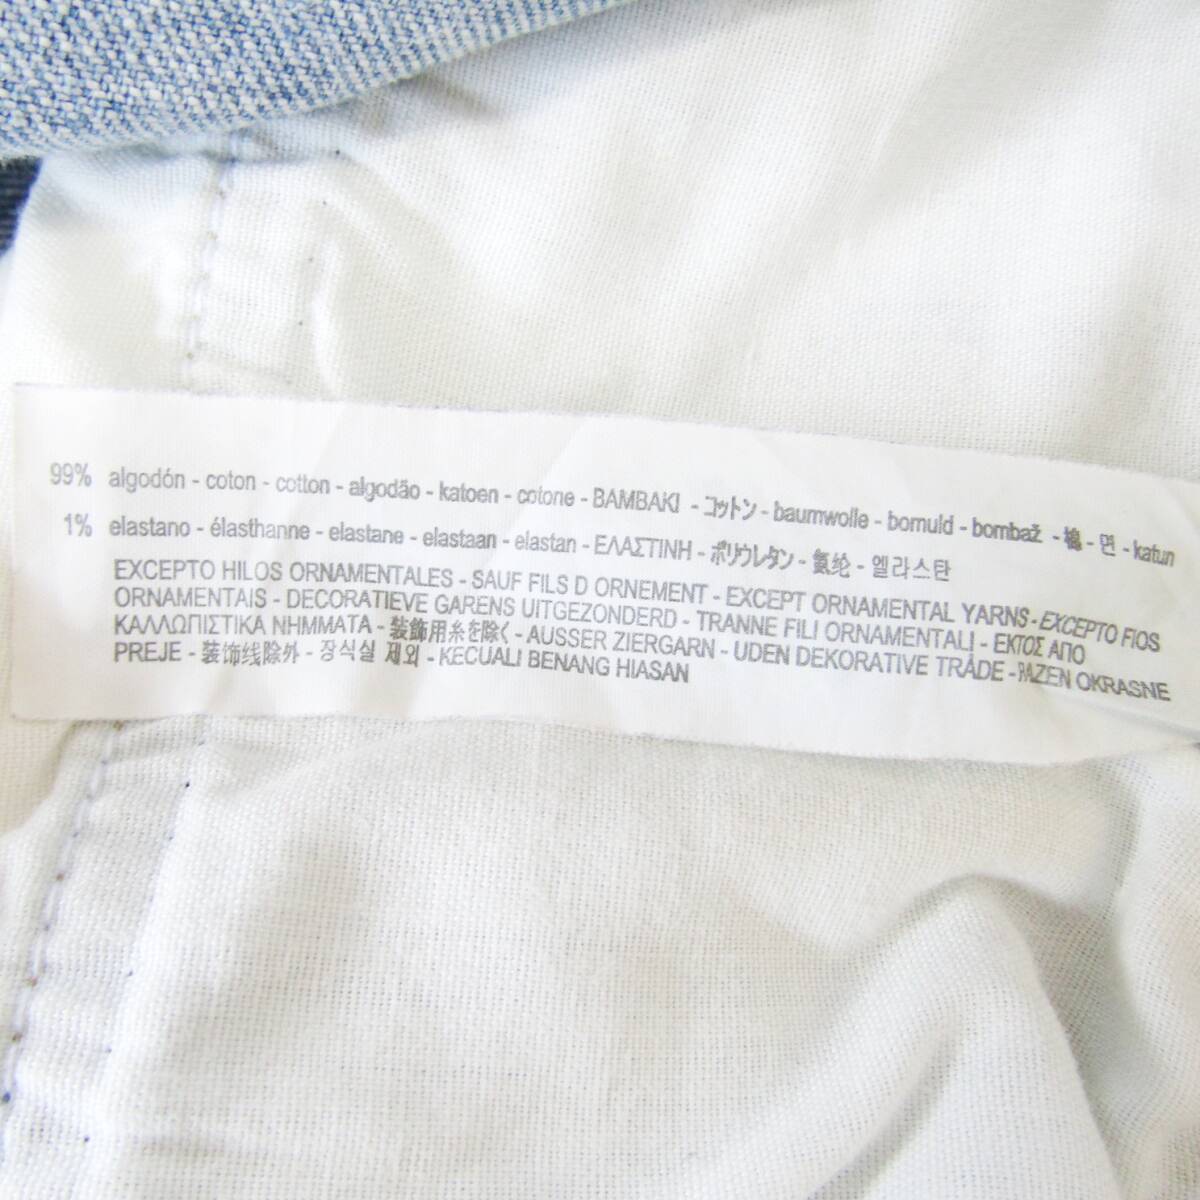 99% algodón - coton - cotton - algodão - katoen - cotone - BAMBAKI - コットン - baumwolle - bomuld - bombaž - 棉 - 면 - katun
1% elastano - élasthanne - elastane - elastaan - elastan - ΕΛΑΣΤΙΝΗ - ポリウレタン - 氨纶 - 엘라스탄
EXCEPTO HILOS ORNAMENTALES - SAUF FILS D ORNEMENT - EXCEPT ORNAMENTAL YARNS - EXCEPTO FIOS
ORNAMENTAIS - DECORATIEVE GARENS UITGEZONDERD - TRANNE FILI ORNAMENTALI - ΕΚΤΟΣ ΑΠΟ
ΚΑΛΛΩΠΙΣΤΙΚΑ ΝΗΜΜΑΤΑ - 装飾用糸を除く - AUSSER ZIERGARN - UDEN DEKORATIVE TRÅDE - RAZEN OKRASNE
PREJE - 装饰线除外 - 장식실 제외 - KECUALI BENANG HIASAN